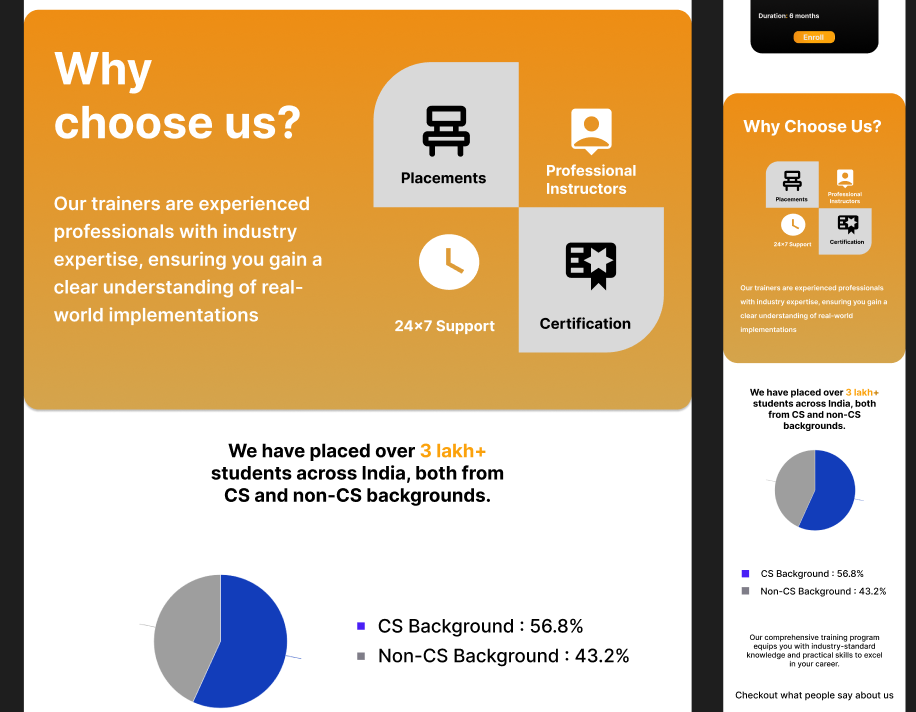 Why
choose us?
Our trainers are experienced
professionals with industry
expertise, ensuring you gain a
clear understanding of real-
world implementations
Placements
Professional
Instructors
24×7 Support
Certification
We have placed over 3 lakh+
students across India, both from
CS and non-CS backgrounds.
CS Background : 56.8%
Non-CS Background : 43.2%
Duration: 6 months
Enroll
Why Choose Us?
Placements
Professional
Instructors
24×7 Support
Certification
Our trainers are experienced professionals
with industry expertise, ensuring you gain a
clear understanding of real-world
implementations
We have placed over 3 lakh+
students across India, both
from CS and non-CS
backgrounds.
CS Background : 56.8%
Non-CS Background : 43.2%
Our comprehensive training program
equips you with industry-standard
knowledge and practical skills to excel
in your career.
Checkout what people say about us